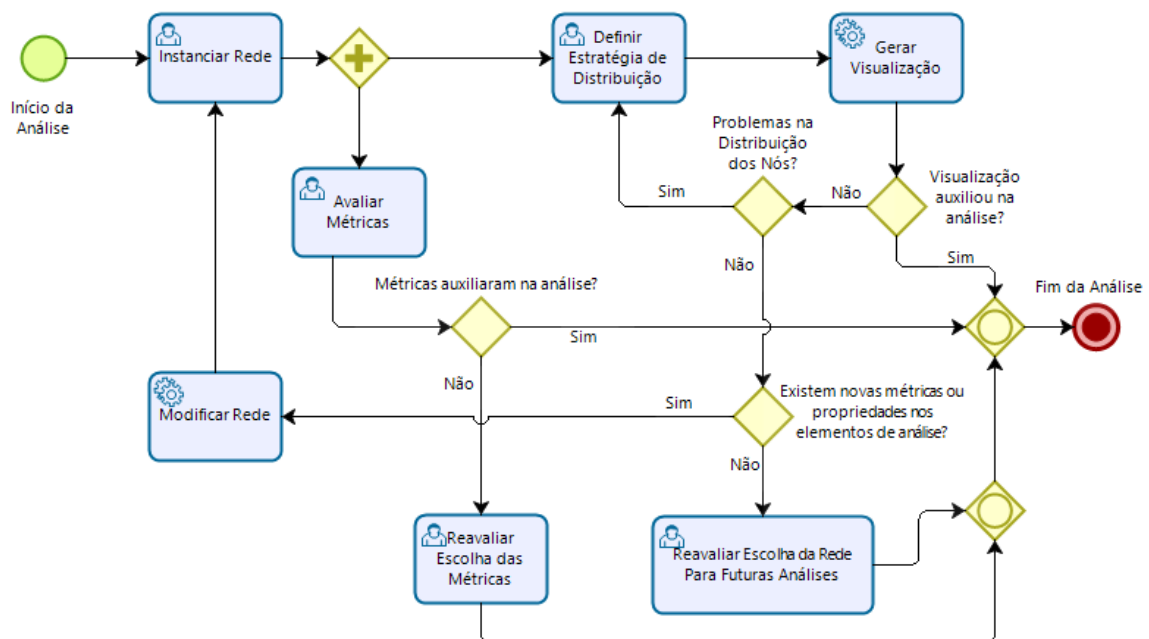 Início da
Análise
Instanciar Rede
Definir
Estratégia de
Distribuição
Gerar
Visualização
Problemas na
Distribuição
dos Nós?
Sim
Não
Visualização
auxiliou na
análise?
Avaliar
Métricas
Não
Sim
Métricas auxiliaram na análise?
Sim
Fim da Análise
Não
Modificar Rede
Sim
Existem novas métricas ou
propriedades nos
elementos de análise?
Não
Reavaliar
Escolha das
Métricas
Reavaliar Escolha da Rede
Para Futuras Análises